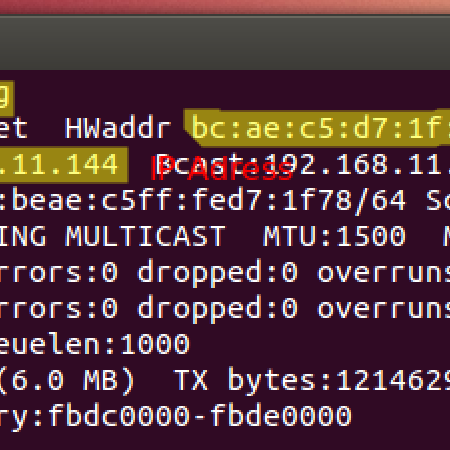 g
et HWaddr bc:ae:c5:d7:1f:
.11.144 Bcast:192.168.11.
IP Adress
:beae:c5ff:fed7:1f78/64 Sc
ING MULTICAST MTU:1500 M
rrors:0 dropped:0 overruns
rrors:0 dropped:0 overruns
euelen:1000
(6.0 MB) TX bytes:1214629
ry:fbdc0000-fbde0000